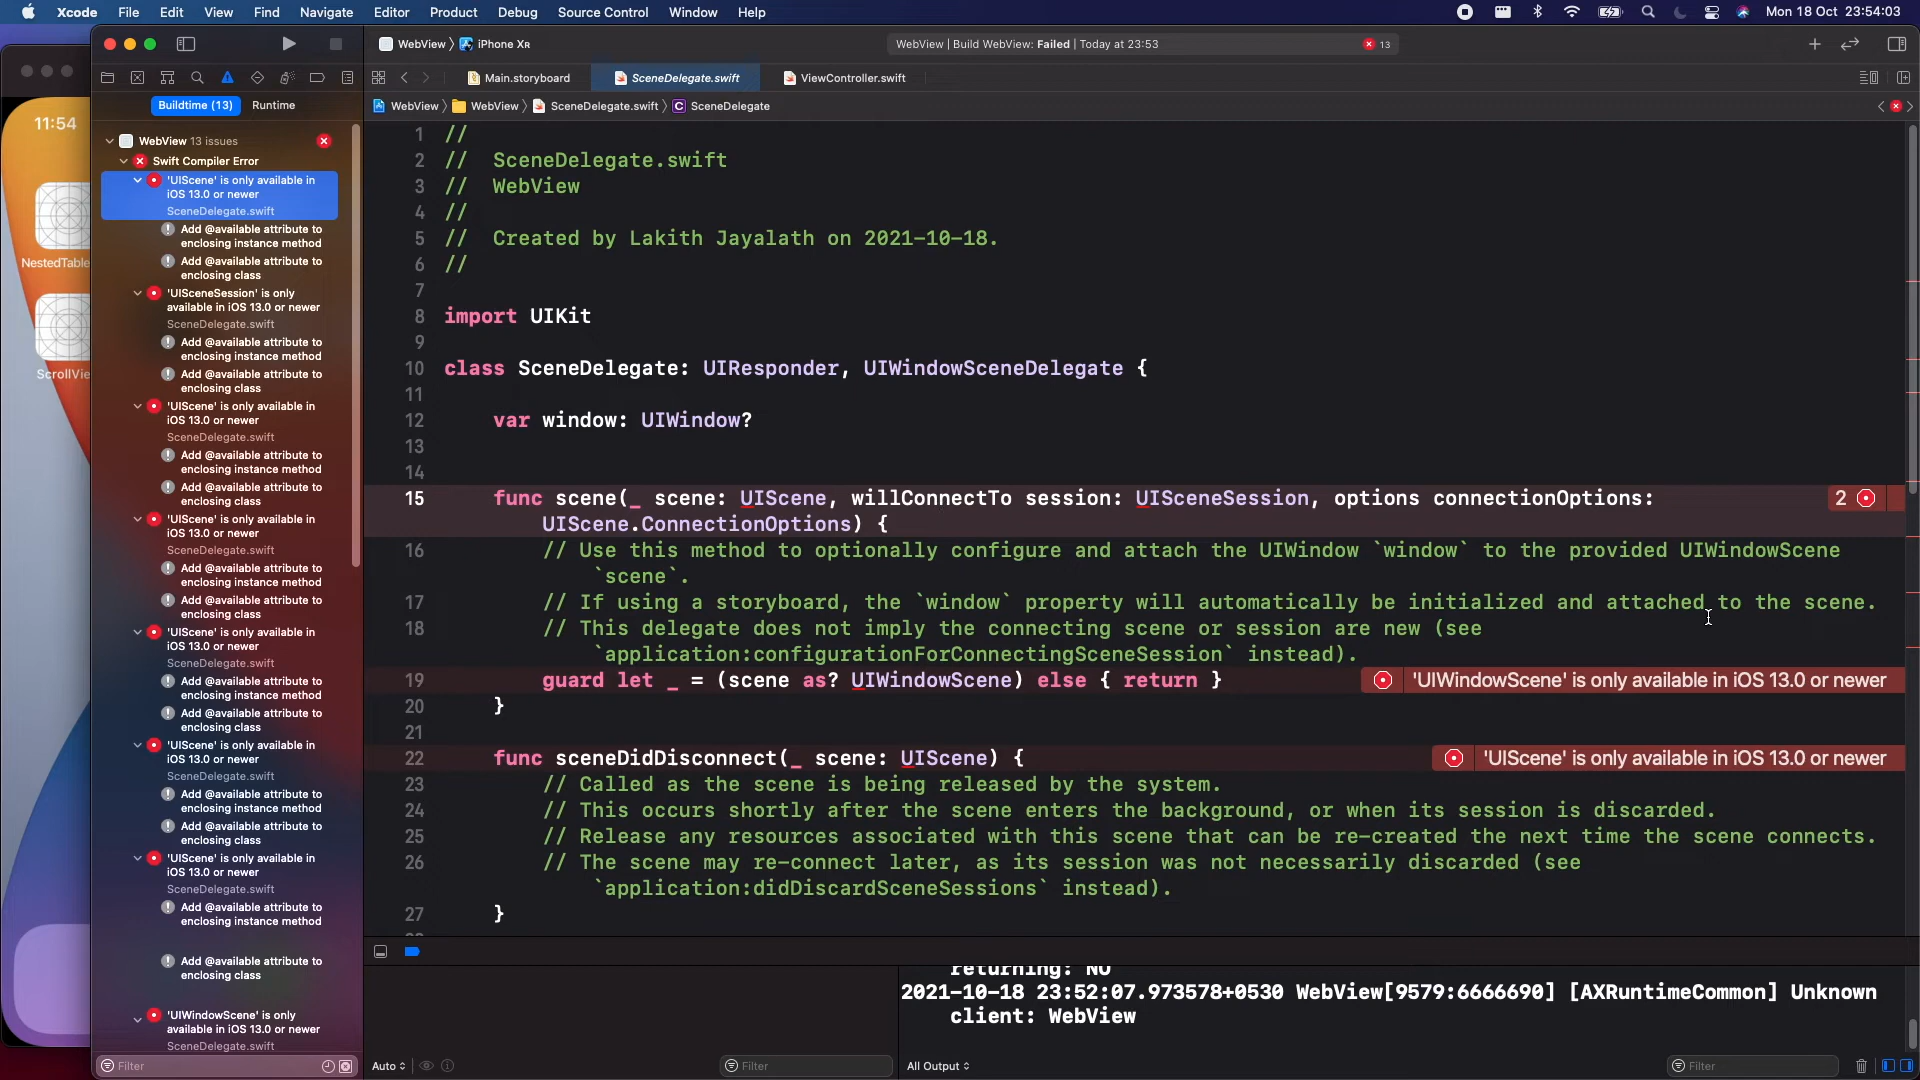 Xcode File Edit View Find Navigate Editor Product Debug Source Control Window Help Mon 18 Oct 23:54:03
WebView iPhone XR WebView | Build WebView: Failed | Today at 23:53 13
Main.storyboard SceneDelegate.swift ViewController.swift
Buildtime (13) Runtime
WebView WebView SceneDelegate.swift C SceneDelegate
11:54
NestedTable
ScrollVie
WebView 13 issues
Swift Compiler Error
'UIScene' is only available in
iOS 13.0 or newer
SceneDelegate.swift
Add @available attribute to
enclosing instance method
Add @available attribute to
enclosing class
'UISceneSession' is only
available in iOS 13.0 or newer
SceneDelegate.swift
Add @available attribute to
enclosing instance method
Add @available attribute to
enclosing class
'UIScene' is only available in
iOS 13.0 or newer
SceneDelegate.swift
Add @available attribute to
enclosing instance method
Add @available attribute to
enclosing class
'UIScene' is only available in
iOS 13.0 or newer
SceneDelegate.swift
Add @available attribute to
enclosing instance method
Add @available attribute to
enclosing class
'UIScene' is only available in
iOS 13.0 or newer
SceneDelegate.swift
Add @available attribute to
enclosing instance method
Add @available attribute to
enclosing class
'UIScene' is only available in
iOS 13.0 or newer
SceneDelegate.swift
Add @available attribute to
enclosing instance method
Add @available attribute to
enclosing class
'UIScene' is only available in
iOS 13.0 or newer
SceneDelegate.swift
Add @available attribute to
enclosing instance method
Add @available attribute to
enclosing class
'UIWindowScene' is only
available in iOS 13.0 or newer
SceneDelegate.swift
Filter
1 //
2 // SceneDelegate.swift
3 // WebView
4 //
5 // Created by Lakith Jayalath on 2021-10-18.
6 //
7
8 import UIKit
9
10 class SceneDelegate: UIResponder, UIWindowSceneDelegate {
11
12 var window: UIWindow?
13
14
15 func scene(_ scene: UIScene, willConnectTo session: UISceneSession, options connectionOptions: 2
UIScene.ConnectionOptions) {
16 // Use this method to optionally configure and attach the UIWindow `window` to the provided UIWindowScene
`scene`.
17 // If using a storyboard, the `window` property will automatically be initialized and attached to the scene.
18 // This delegate does not imply the connecting scene or session are new (see
`application:configurationForConnectingSceneSession` instead).
19 guard let _ = (scene as? UIWindowScene) else { return } 'UIWindowScene' is only available in iOS 13.0 or newer
20 }
21
22 func sceneDidDisconnect(_ scene: UIScene) { 'UIScene' is only available in iOS 13.0 or newer
23 // Called as the scene is being released by the system.
24 // This occurs shortly after the scene enters the background, or when its session is discarded.
25 // Release any resources associated with this scene that can be re-created the next time the scene connects.
26 // The scene may re-connect later, as its session was not necessarily discarded (see
`application:didDiscardSceneSessions` instead).
27 }
returning: NO
2021-10-18 23:52:07.973578+0530 WebView[9579:6666690] [AXRuntimeCommon] Unknown
client: WebView
Auto Filter All Output Filter